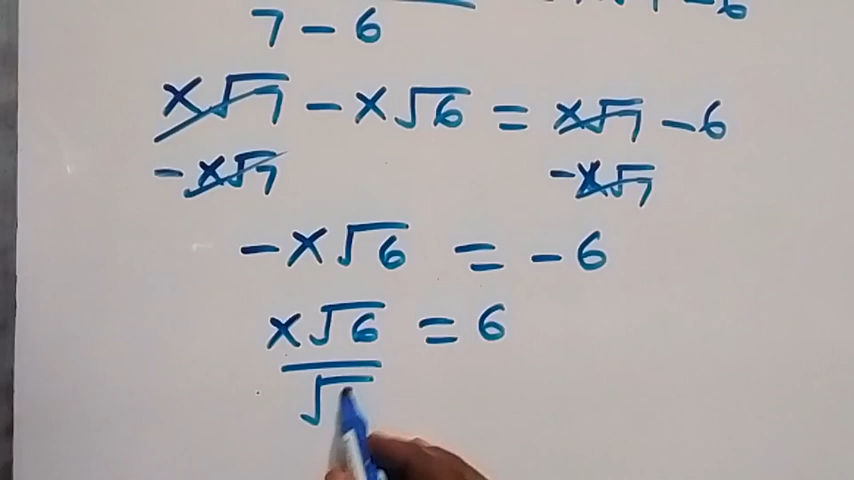 7 - 6
x√7 - x√6 = x√7 - 6
-x√7 -x√7
-x√6 = -6
x√6 = 6
√